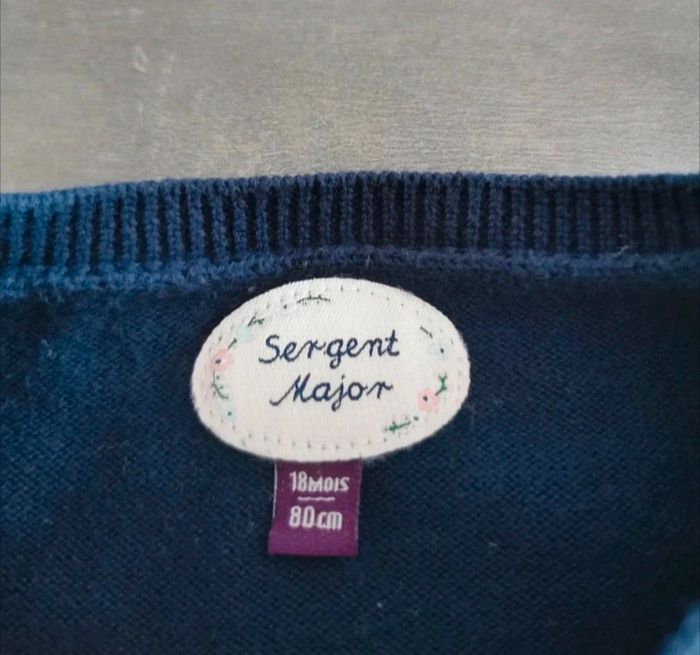 Sergent
Major
18MOIS
80cm